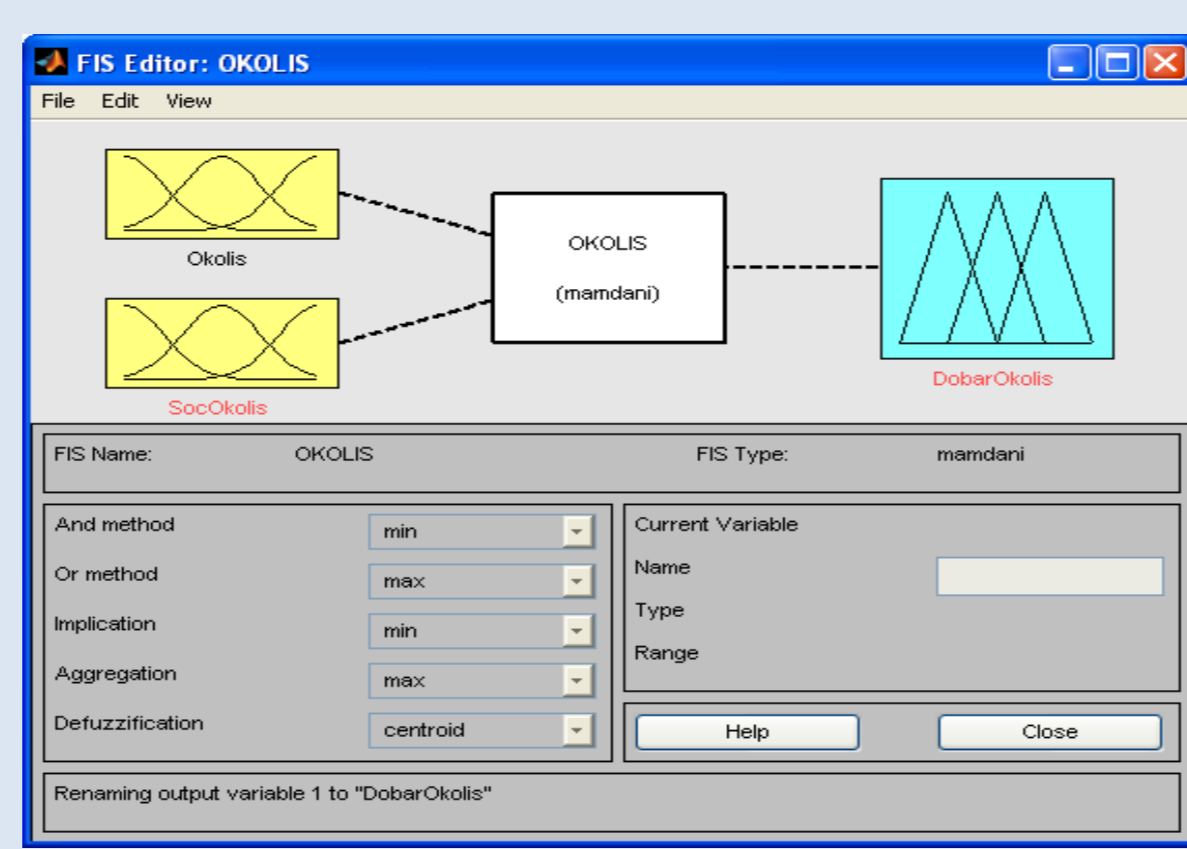 FIS Editor: OKOLIS
File Edit View
Okolis
SocOkolis
OKOLIS
(mamdani)
DobarOkolis
FIS Name: OKOLIS FIS Type: mamdani
And method min
Or method max
Implication min
Aggregation max
Defuzzification centroid
Current Variable
Name
Type
Range
Help Close
Renaming output variable 1 to "DobarOkolis"